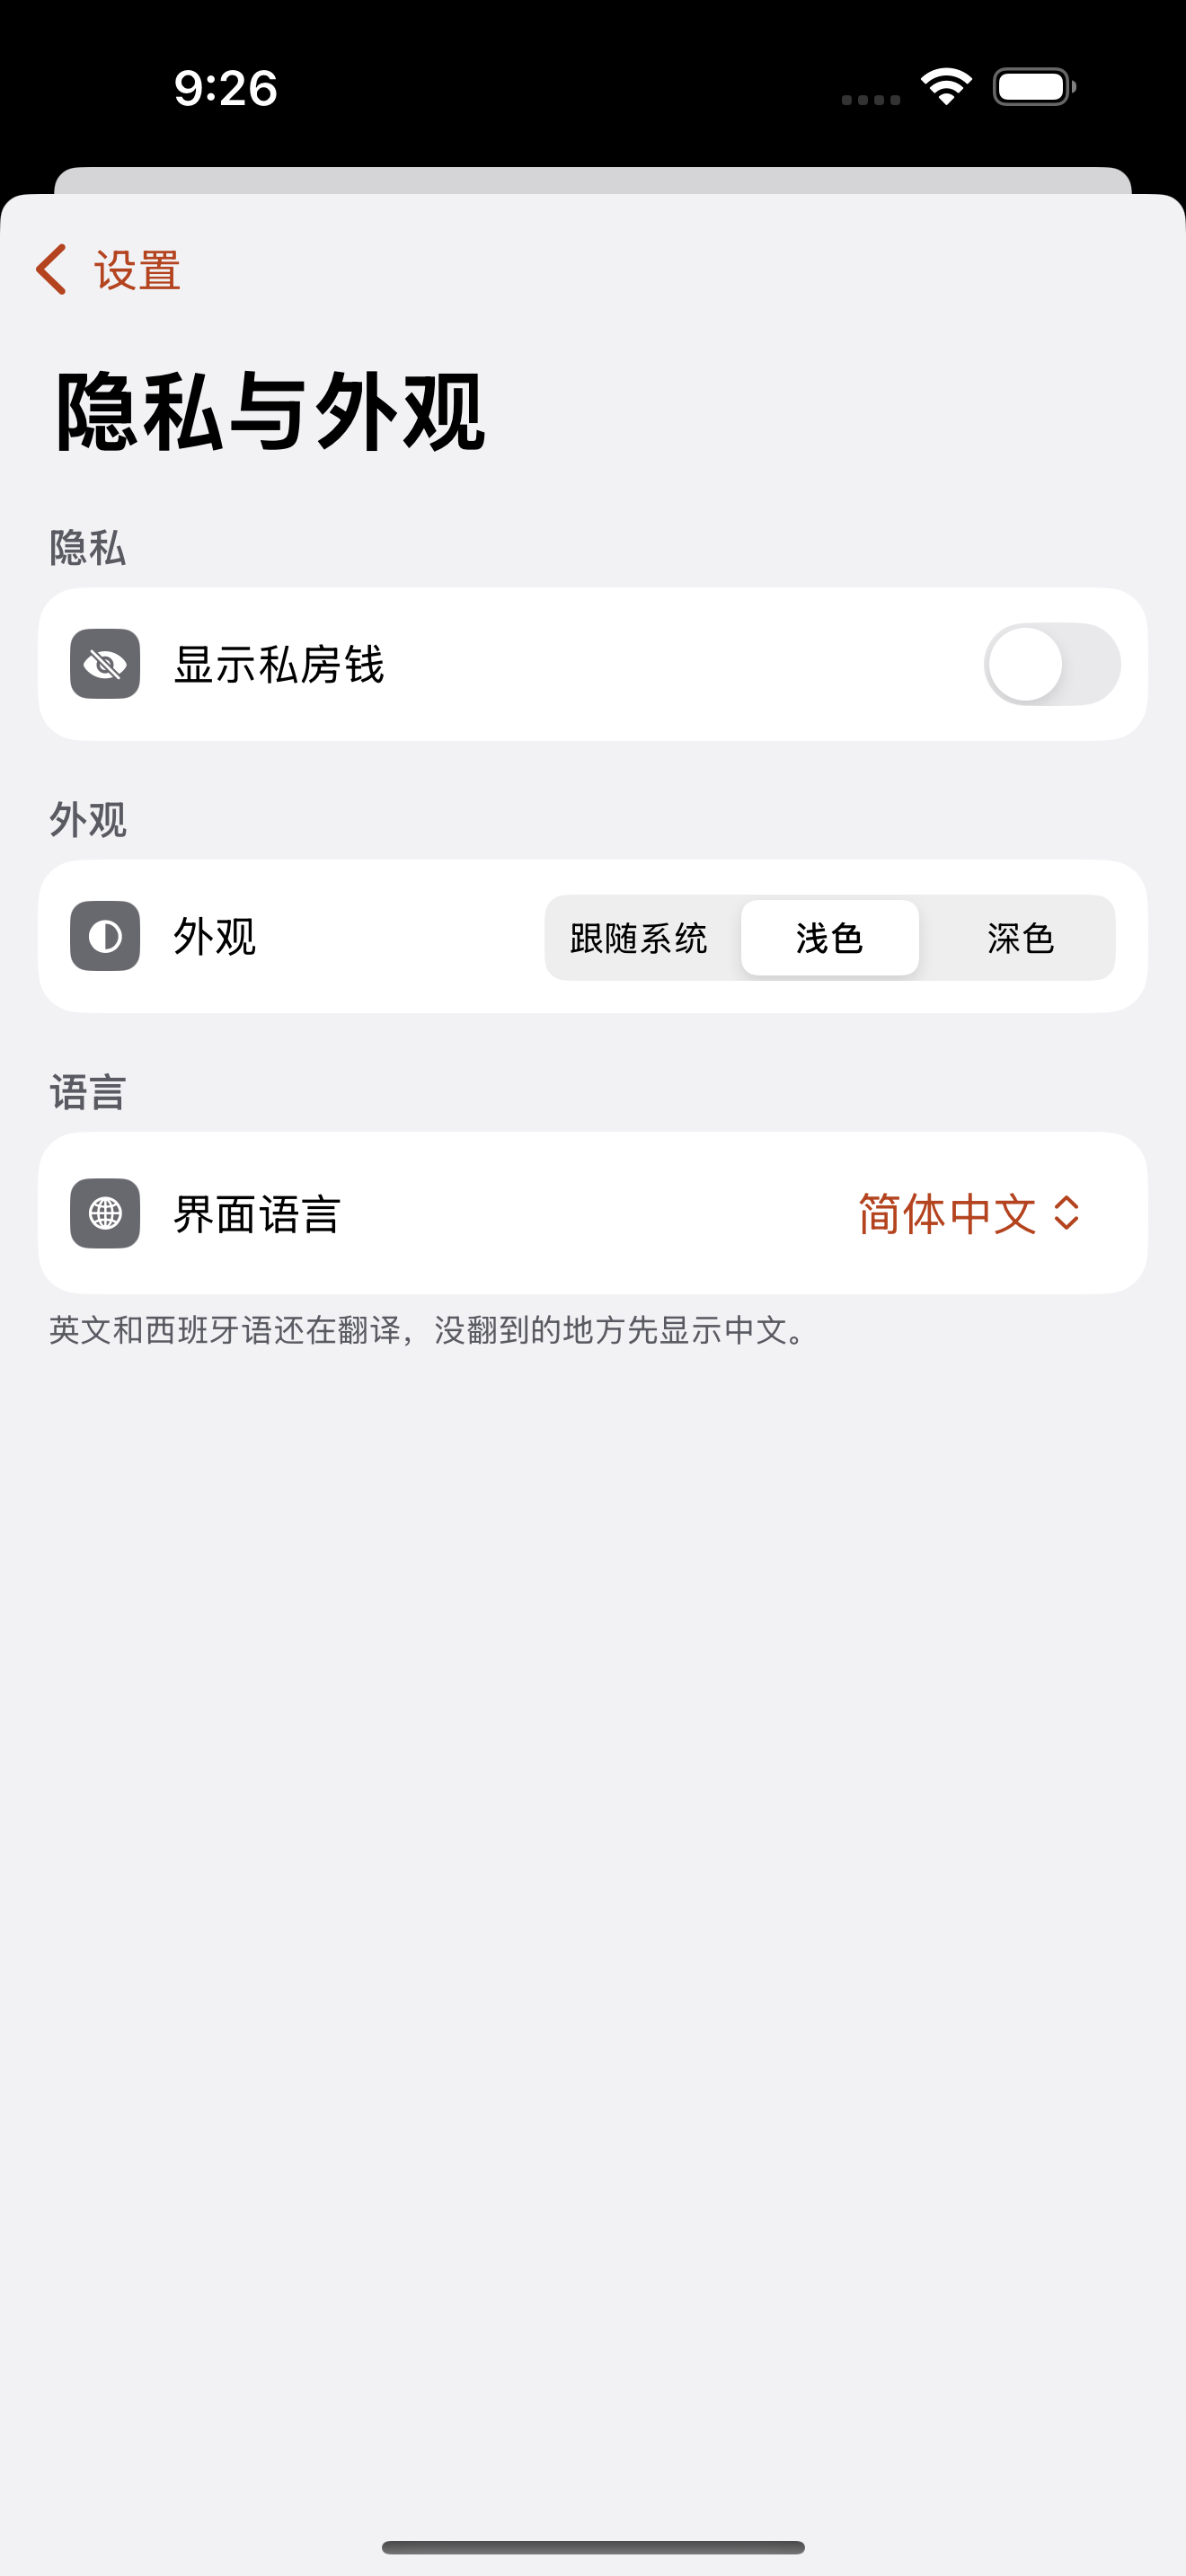 9:26
设置
隐私与外观
隐私
显示私房钱
外观
外观 跟随系统 浅色 深色
语言
界面语言 简体中文
英文和西班牙语还在翻译，没翻到的地方先显示中文。